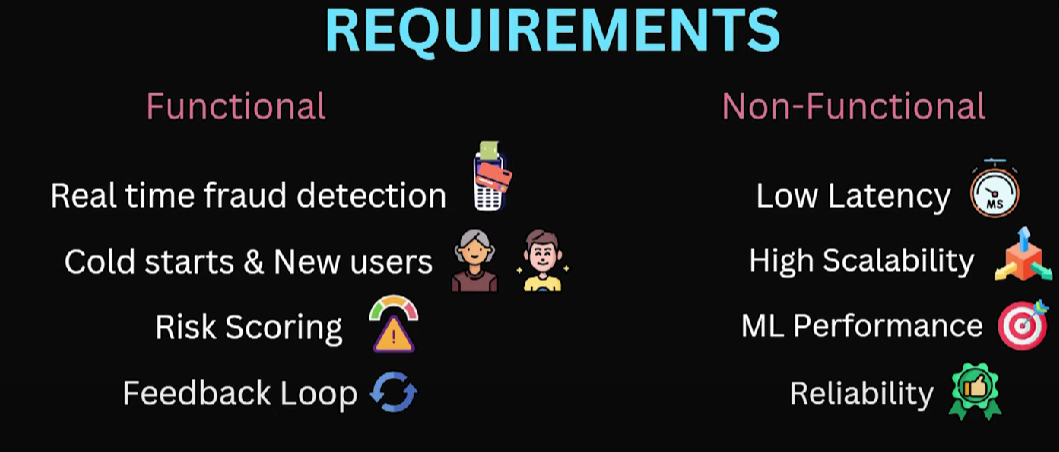 REQUIREMENTS
Functional
Real time fraud detection
Cold starts & New users
Risk Scoring
Feedback Loop
Non-Functional
Low Latency
MS
High Scalability
ML Performance
Reliability